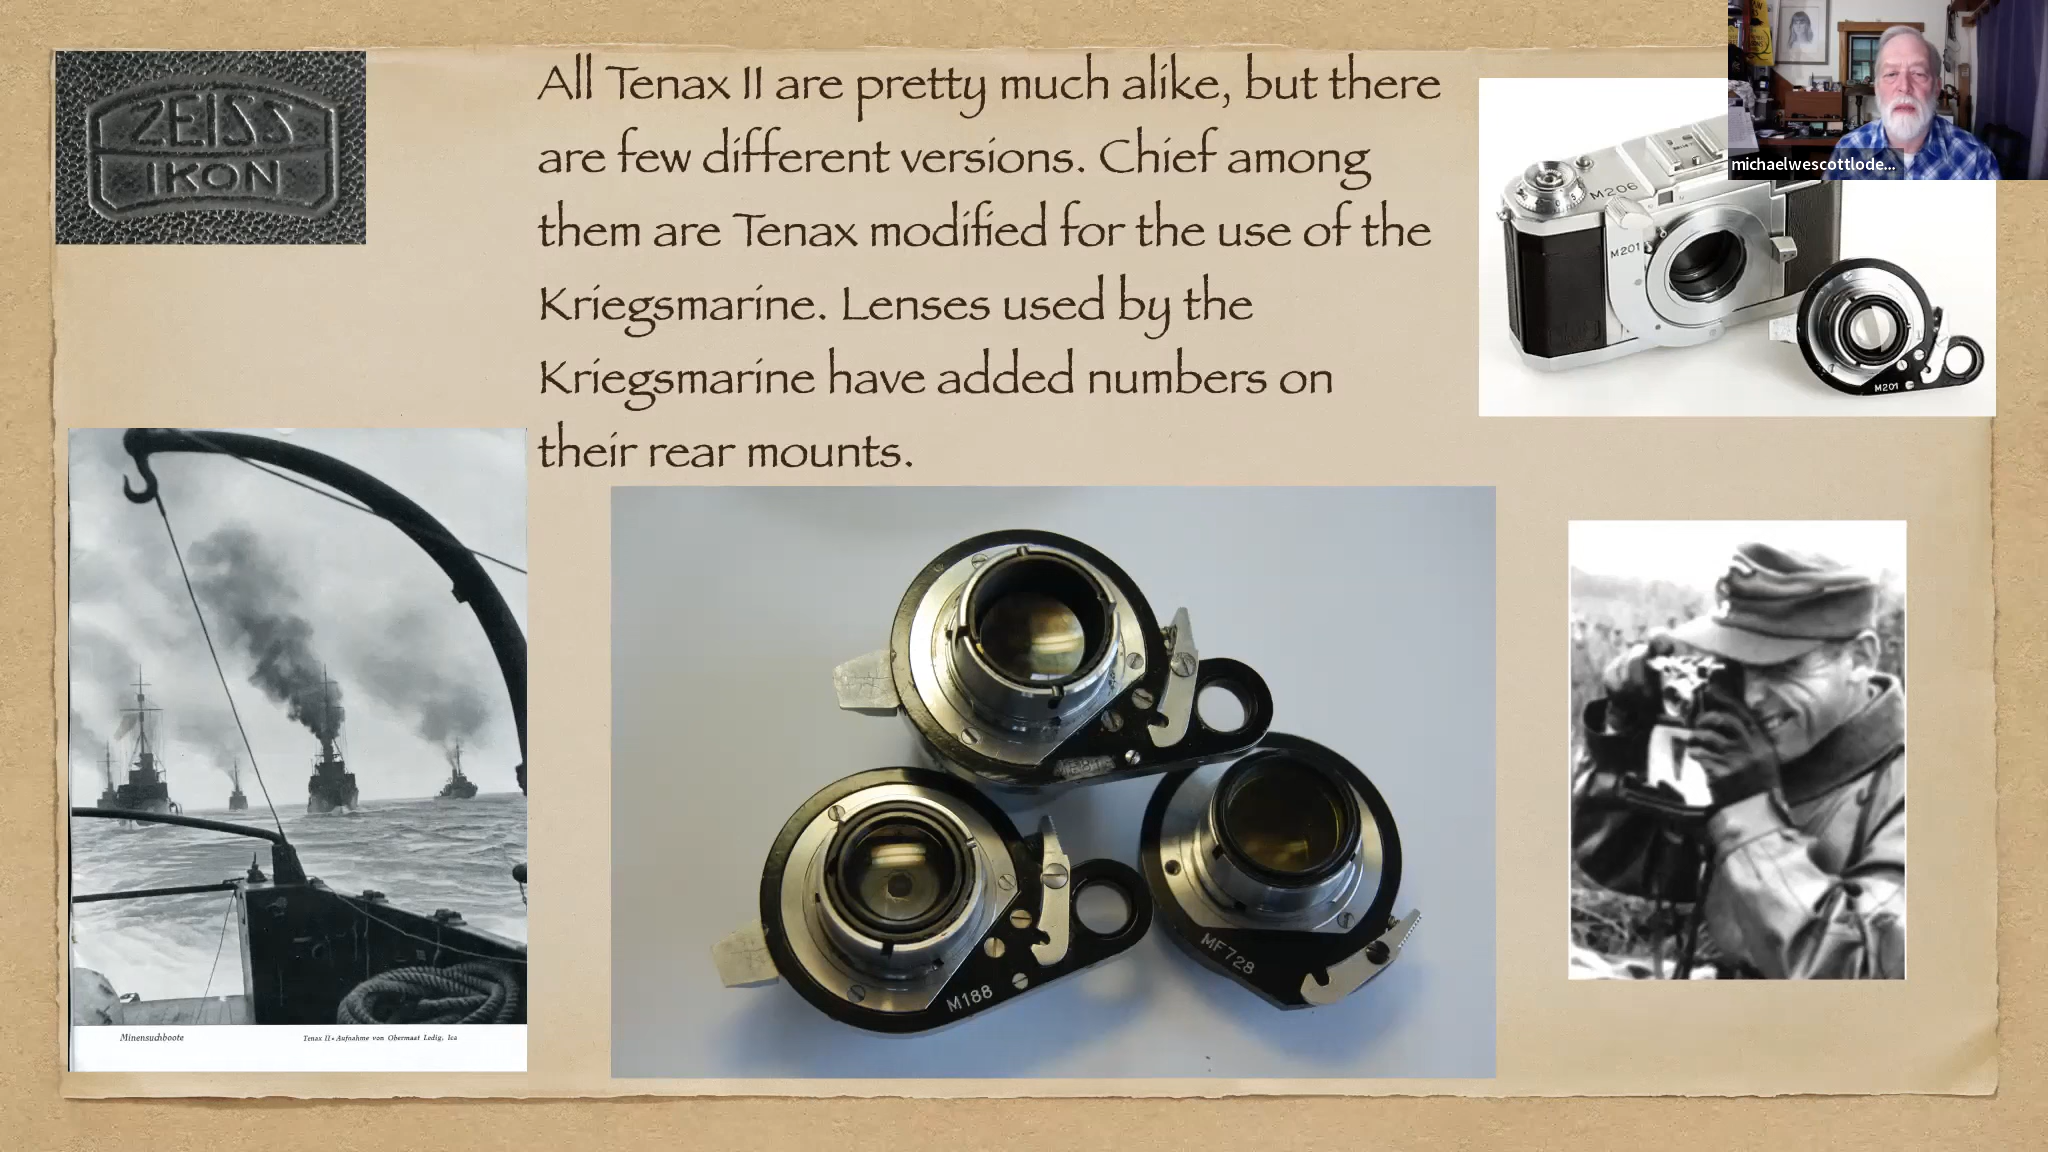 ZEISS
IKON
All Tenax II are pretty much alike, but there
are few different versions. Chief among
them are Tenax modified for the use of the
Kriegsmarine. Lenses used by the
Kriegsmarine have added numbers on
their rear mounts.
michaelwescottlode...
M206
M201
M201
MF 728
M188
Minensuchboote
Tenax II • Aufnahme von Obermaat Ledig, Ica